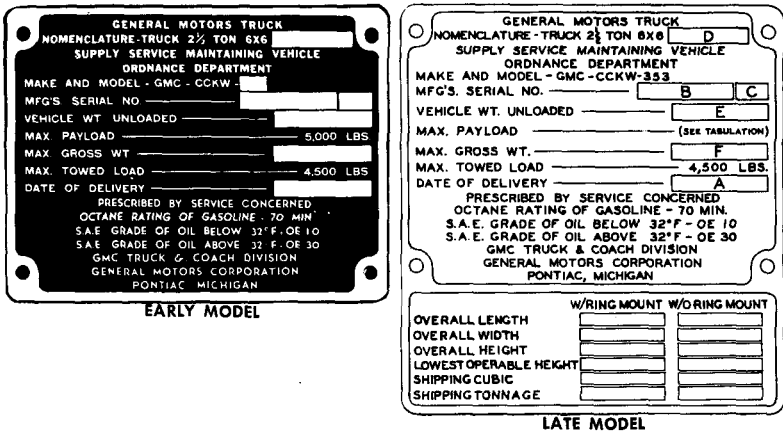 GENERAL MOTORS TRUCK
NOMENCLATURE-TRUCK 2½ TON 6X6
SUPPLY SERVICE MAINTAINING VEHICLE
ORDNANCE DEPARTMENT
MAKE AND MODEL - GMC - CCKW -
MFG'S SERIAL NO.
VEHICLE WT UNLOADED
MAX. PAYLOAD 5,000 LBS
MAX. GROSS WT
MAX. TOWED LOAD 4,500 LBS
DATE OF DELIVERY
PRESCRIBED BY SERVICE CONCERNED
OCTANE RATING OF GASOLINE - 70 MIN.
S.A.E. GRADE OF OIL BELOW 32°F - OE 10
S.A.E. GRADE OF OIL ABOVE 32°F - OE 30
GMC TRUCK & COACH DIVISION
GENERAL MOTORS CORPORATION
PONTIAC MICHIGAN
EARLY MODEL
GENERAL MOTORS TRUCK
NOMENCLATURE - TRUCK 2½ TON 6X6 D
SUPPLY SERVICE MAINTAINING VEHICLE
ORDNANCE DEPARTMENT
MAKE AND MODEL - GMC-CCKW-353
MFG'S. SERIAL NO. B C
VEHICLE WT. UNLOADED E
MAX. PAYLOAD (SEE TABULATION)
MAX. GROSS WT. F
MAX. TOWED LOAD 4,500 LBS.
DATE OF DELIVERY A
PRESCRIBED BY SERVICE CONCERNED
OCTANE RATING OF GASOLINE - 70 MIN.
S.A.E. GRADE OF OIL BELOW 32°F - OE 10
S.A.E. GRADE OF OIL ABOVE 32°F - OE 30
GMC TRUCK & COACH DIVISION
GENERAL MOTORS CORPORATION
PONTIAC, MICHIGAN
W/RING MOUNT W/O RING MOUNT
OVERALL LENGTH
OVERALL WIDTH
OVERALL HEIGHT
LOWEST OPERABLE HEIGHT
SHIPPING CUBIC
SHIPPING TONNAGE
LATE MODEL